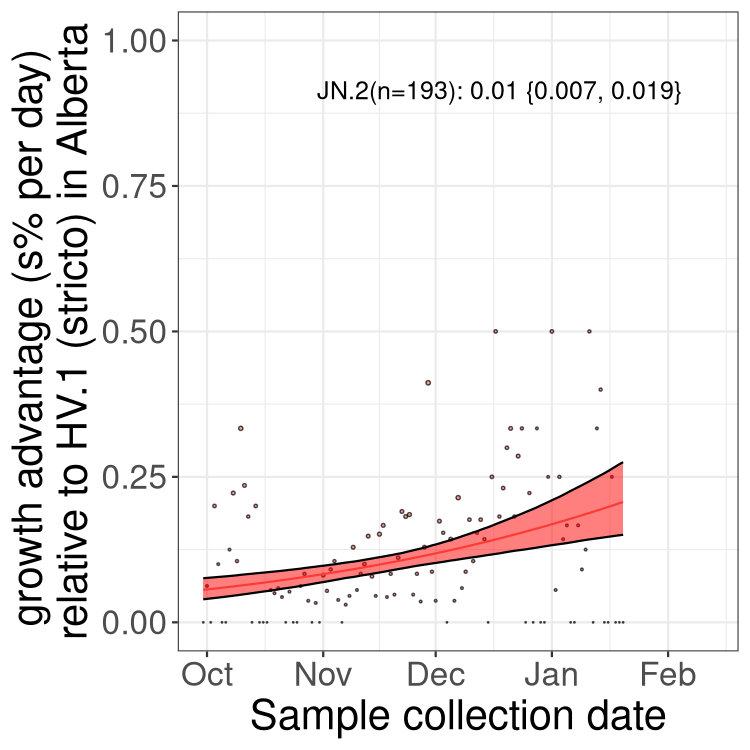 growth advantage (s% per day)
relative to HV.1 (stricto) in Alberta
1.00
0.75
0.50
0.25
0.00
JN.2(n=193): 0.01 {0.007, 0.019}
Oct Nov Dec Jan Feb
Sample collection date